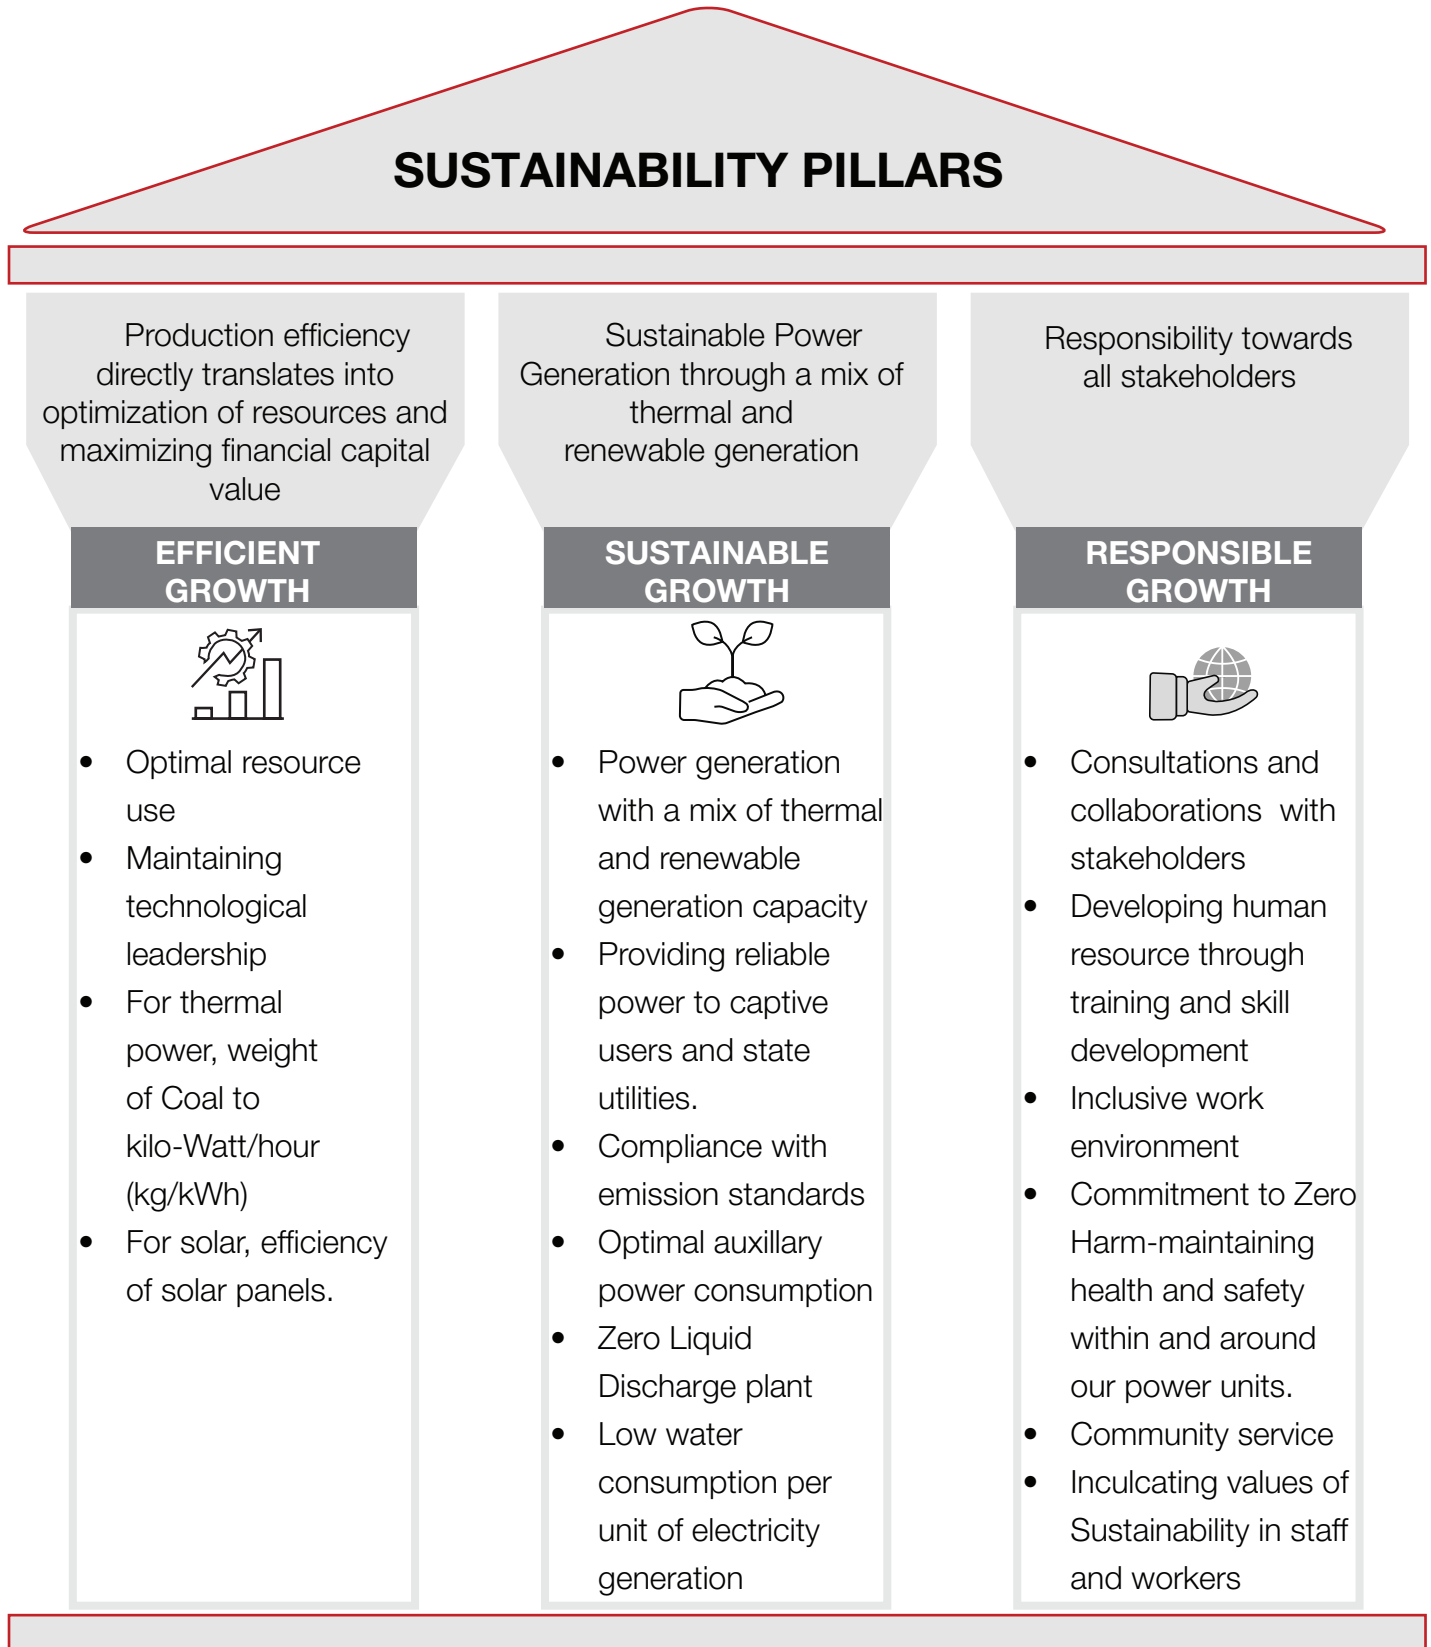 SUSTAINABILITY PILLARS
Production efficiency
directly translates into
optimization of resources and
maximizing financial capital
value
EFFICIENT
GROWTH
• Optimal resource
use
• Maintaining
technological
leadership
• For thermal
power, weight
of Coal to
kilo-Watt/hour
(kg/kWh)
• For solar, efficiency
of solar panels.
Sustainable Power
Generation through a mix of
thermal and
renewable generation
SUSTAINABLE
GROWTH
• Power generation
with a mix of thermal
and renewable
generation capacity
• Providing reliable
power to captive
users and state
utilities.
• Compliance with
emission standards
• Optimal auxillary
power consumption
• Zero Liquid
Discharge plant
• Low water
consumption per
unit of electricity
generation
Responsibility towards
all stakeholders
RESPONSIBLE
GROWTH
• Consultations and
collaborations  with
stakeholders
• Developing human
resource through
training and skill
development
• Inclusive work
environment
• Commitment to Zero
Harm-maintaining
health and safety
within and around
our power units.
• Community service
• Inculcating values of
Sustainability in staff
and workers